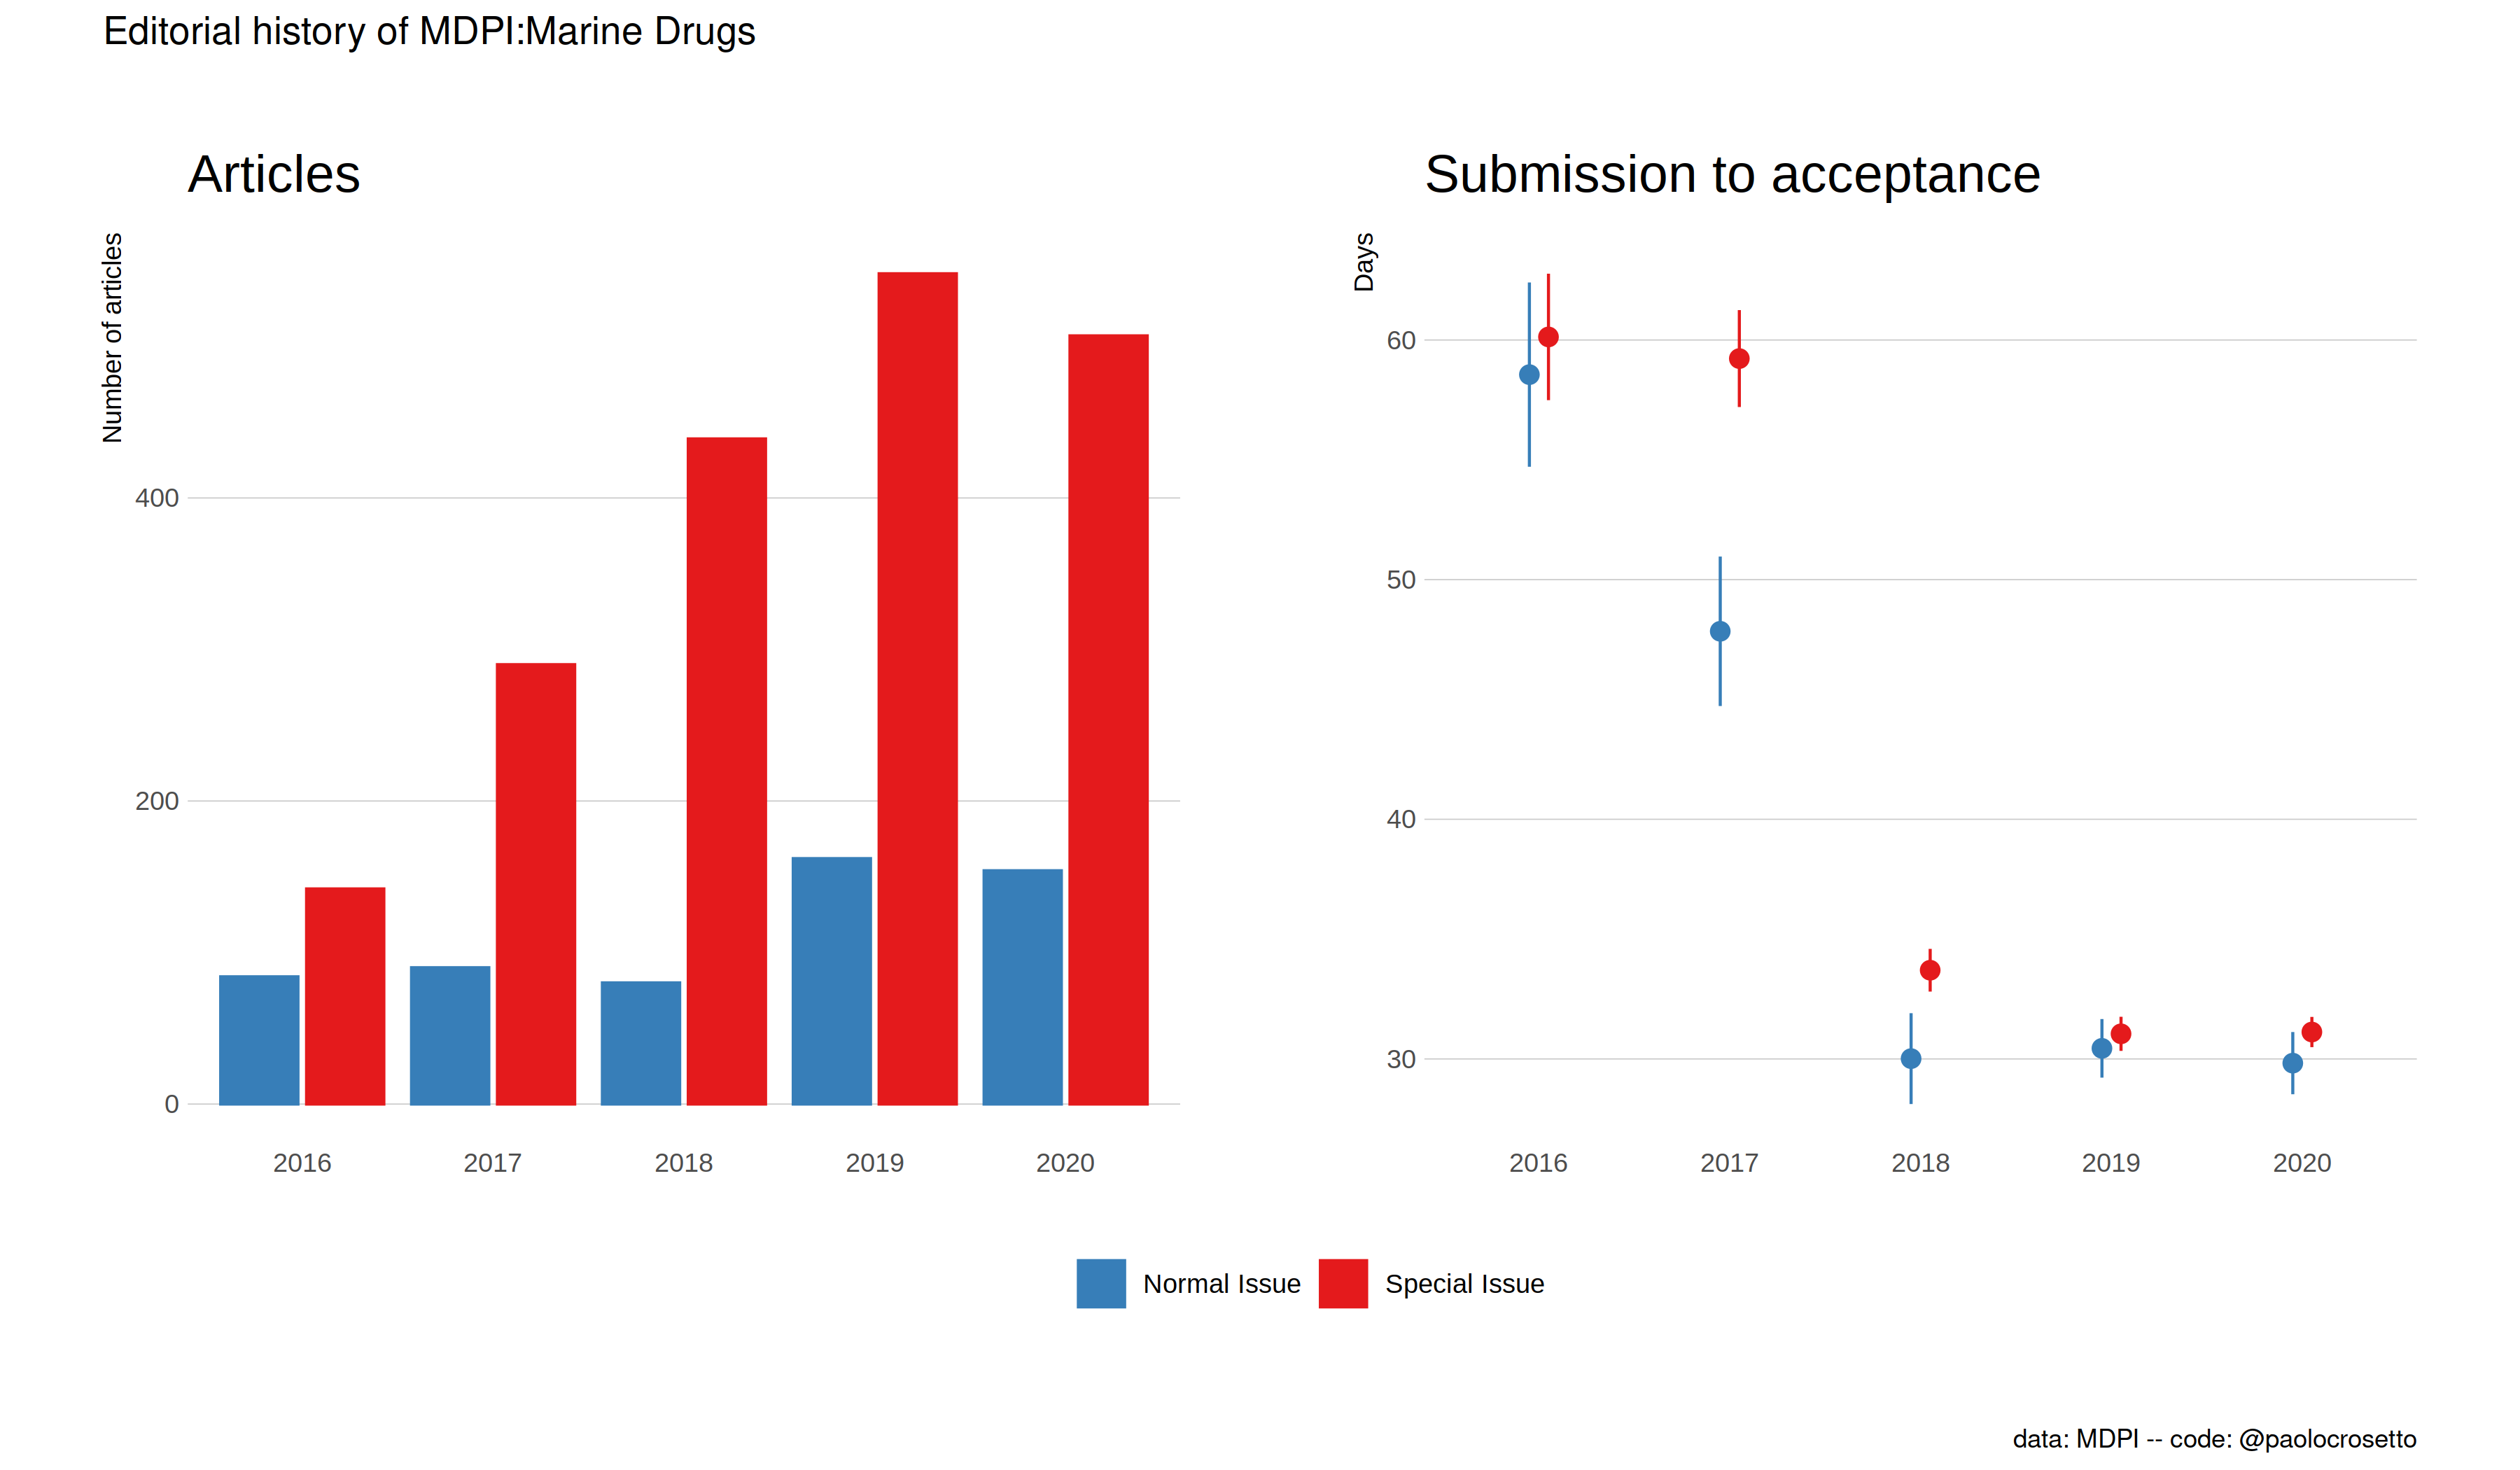 Editorial history of MDPI:Marine Drugs
Articles
Number of articles
400
200
0
2016 2017 2018 2019 2020
Submission to acceptance
Days
60
50
40
30
2016 2017 2018 2019 2020
Normal Issue Special Issue
data: MDPI -- code: @paolocrosetto